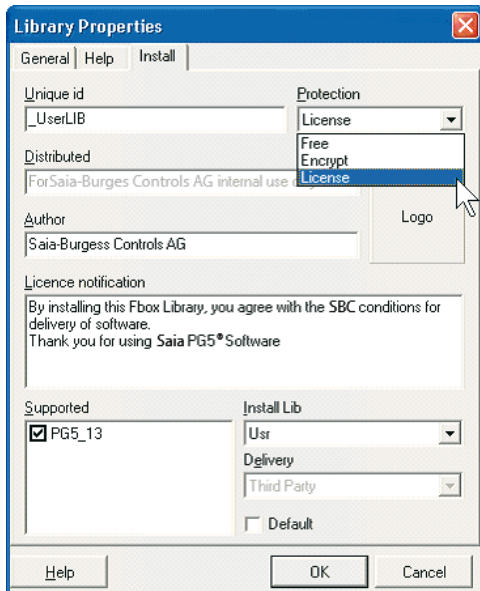 Library Properties
General Help Install
Unique id Protection
_UserLIB License
Free
Encrypt
License
Distributed
ForSaia-Burges Controls AG internal use
Logo
Author
Saia-Burgess Controls AG
Licence notification
By installing this Fbox Library, you agree with the SBC conditions for
delivery of software.
Thank you for using Saia PG5® Software
Supported Install Lib
PG5_13 Usr
Delivery
Third Party
Default
Help OK Cancel